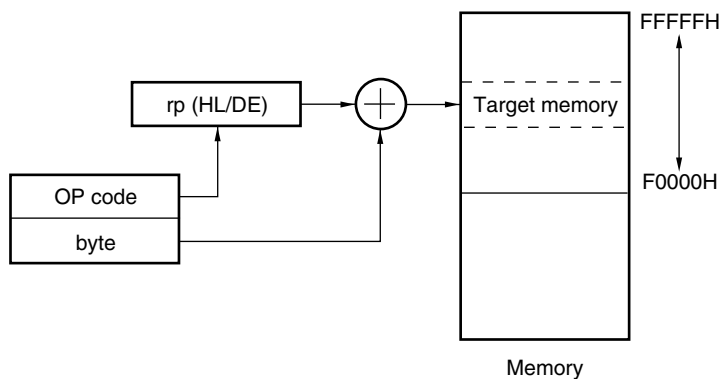 FFFFFH
rp (HL/DE)
Target memory
OP code
F0000H
byte
Memory